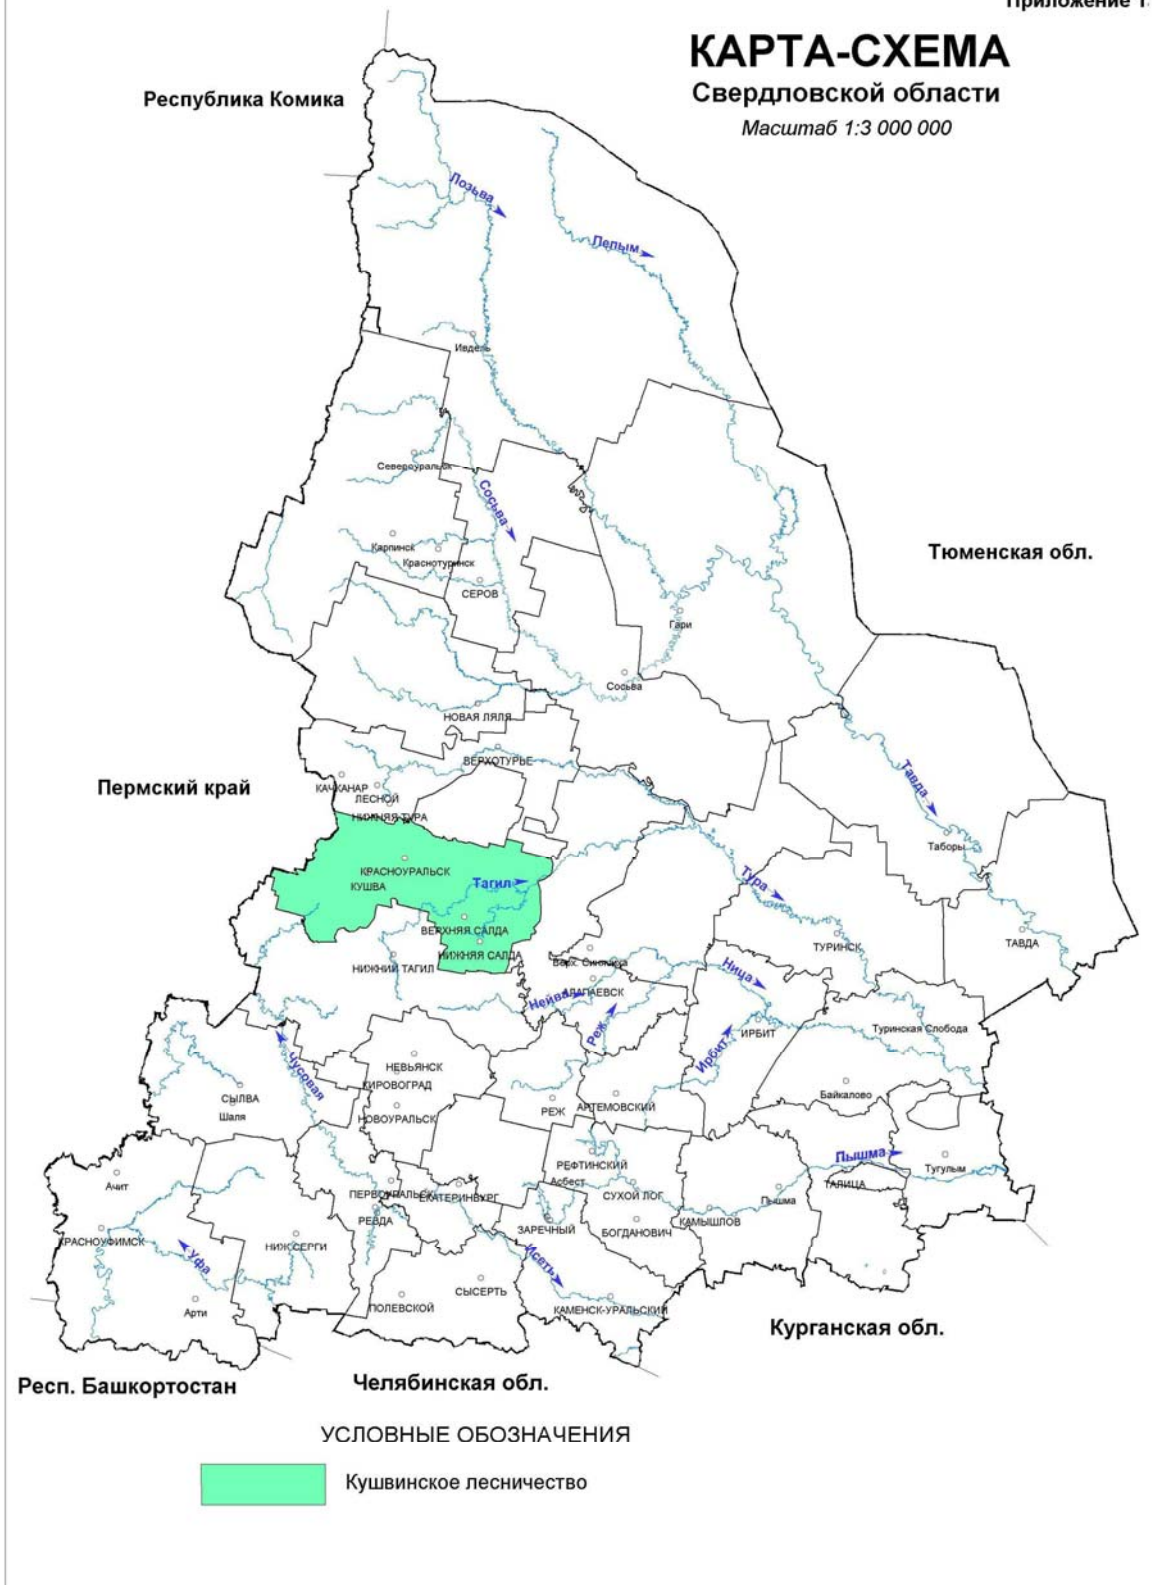 Приложение 1
КАРТА-СХЕМА
Свердловской области
Масштаб 1:3 000 000
Республика Комика
Лозьва
Пепым
Ивдель
Североуральск
Сосьва
Карпинск
Краснотуринск
СЕРОВ
Тюменская обл.
Гари
Сосьва
НОВАЯ ЛЯЛЯ
ВЕРХОТУРЬЕ
Пермский край
КАЧКАНАР
ЛЕСНОЙ
НИЖНЯЯ ТУРА
Тавда
Таборы
КРАСНОУРАЛЬСК
КУШВА
Тагил
Тура
ВЕРХНЯЯ САЛДА
НИЖНЯЯ САЛДА
ТУРИНСК
ТАВДА
НИЖНИЙ ТАГИЛ
Верх. Синячиха
Ница
Нейва
АЛАПАЕВСК
Реж
Ирбит
ИРБИТ
Туринская Слобода
Чусовая
НЕВЬЯНСК
КИРОВОГРАД
СЫЛВА
Шаля
НОВОУРАЛЬСК
РЕЖ
АРТЕМОВСКИЙ
Байкалово
Пышма
Тугулым
РЕФТИНСКИЙ
Асбест
СУХОЙ ЛОГ
Пышма
ТАЛИЦА
Ачит
ПЕРВОУРАЛЬСК
ЕКАТЕРИНБУРГ
РЕВДА
ЗАРЕЧНЫЙ
БОГДАНОВИЧ
КАМЫШЛОВ
КРАСНОУФИМСК
Уфа
НИЖ.СЕРГИ
Исеть
Арти
ПОЛЕВСКОЙ
СЫСЕРТЬ
КАМЕНСК-УРАЛЬСКИЙ
Курганская обл.
Респ. Башкортостан
Челябинская обл.
УСЛОВНЫЕ ОБОЗНАЧЕНИЯ
Кушвинское лесничество